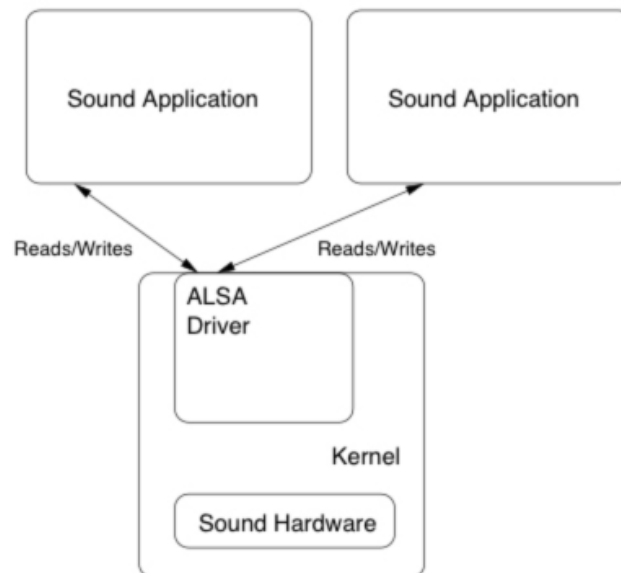 Sound Application
Sound Application
Reads/Writes
Reads/Writes
ALSA
Driver
Kernel
Sound Hardware